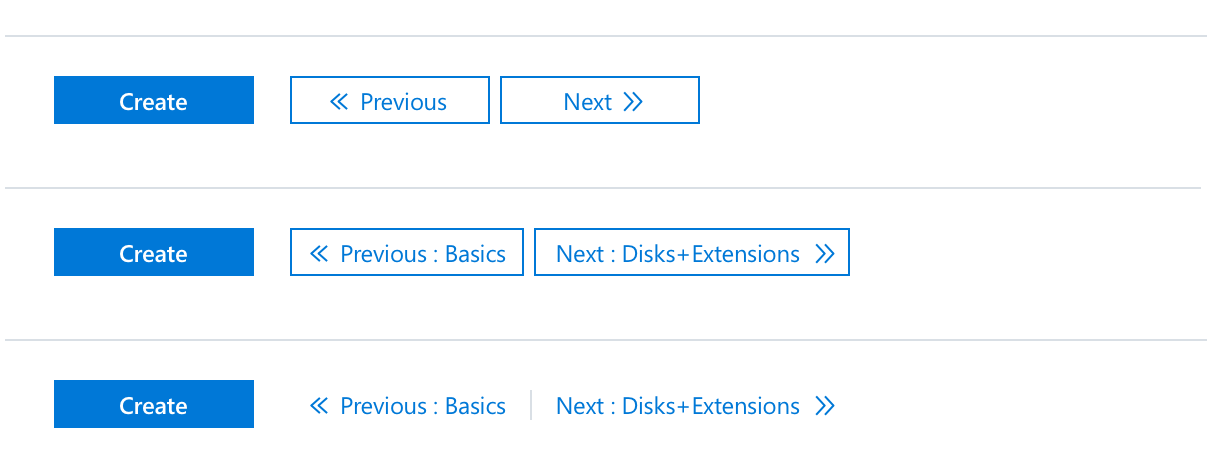 Create « Previous Next »
Create « Previous : Basics Next : Disks+Extensions »
Create « Previous : Basics Next : Disks+Extensions »